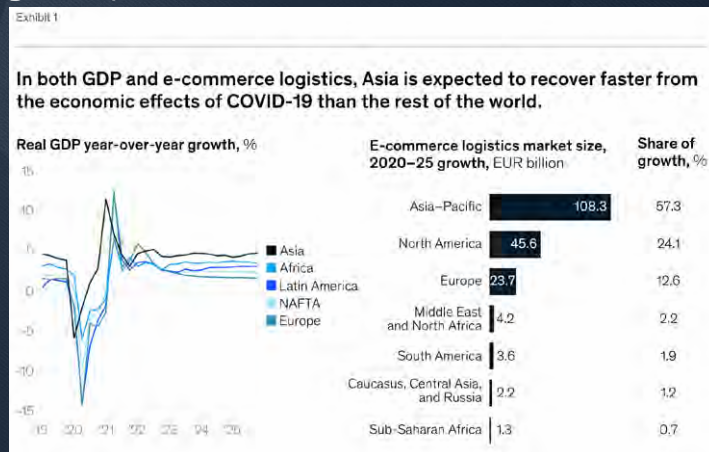 Exhibit 1
In both GDP and e-commerce logistics, Asia is expected to recover faster from
the economic effects of COVID-19 than the rest of the world.
Real GDP year-over-year growth, %
15
10
5
0
-5
-10
-15
'19 '20 '21 '22 '23 '24 '25
Asia
Africa
Latin America
NAFTA
Europe
E-commerce logistics market size,
2020–25 growth, EUR billion
Share of
growth, %
Asia–Pacific 108.3 57.3
North America 45.6 24.1
Europe 23.7 12.6
Middle East
and North Africa 4.2 2.2
South America 3.6 1.9
Caucasus, Central Asia,
and Russia 2.2 1.2
Sub-Saharan Africa 1.3 0.7